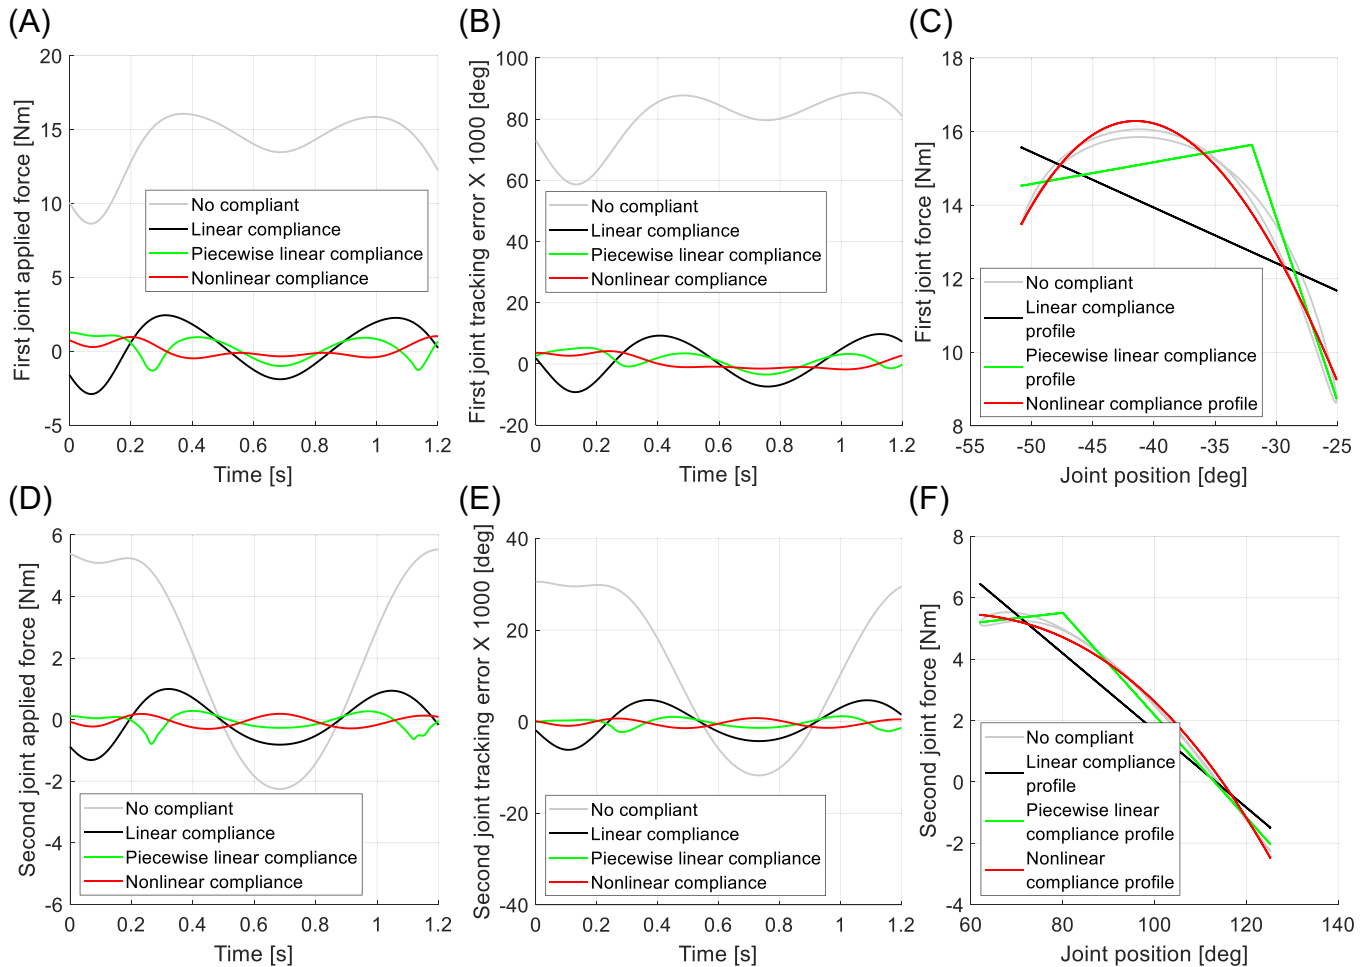 (A)
First joint applied force [Nm]
20
15
10
5
0
-5
0
0.2
0.4
0.6
0.8
1
1.2
Time [s]
No compliant
Linear compliance
Piecewise linear compliance
Nonlinear compliance
(B)
First joint tracking error X 1000 [deg]
100
80
60
40
20
0
-20
0
0.2
0.4
0.6
0.8
1
1.2
Time [s]
No compliant
Linear compliance
Piecewise linear compliance
Nonlinear compliance
(C)
First joint force [Nm]
18
16
14
12
10
8
-55
-50
-45
-40
-35
-30
-25
Joint position [deg]
No compliant
Linear compliance
profile
Piecewise linear compliance
profile
Nonlinear compliance profile
(D)
Second joint applied force [Nm]
6
4
2
0
-2
-4
-6
0
0.2
0.4
0.6
0.8
1
1.2
Time [s]
No compliant
Linear compliance
Piecewise linear compliance
Nonlinear compliance
(E)
Second joint tracking error X 1000 [deg]
40
20
0
-20
-40
0
0.2
0.4
0.6
0.8
1
1.2
Time [s]
No compliant
Linear compliance
Piecewise linear compliance
Nonlinear compliance
(F)
Second joint force [Nm]
8
6
4
2
0
-2
-4
60
80
100
120
140
Joint position [deg]
No compliant
Linear compliance
profile
Piecewise linear
compliance profile
Nonlinear
compliance profile